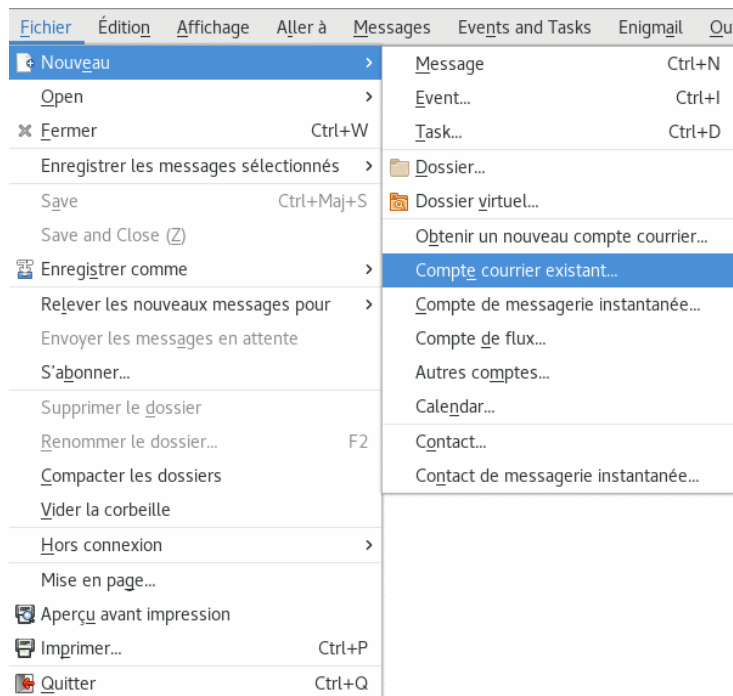 Fichier Édition Affichage Aller à Messages Events and Tasks Enigmail Ou
Nouveau
Open
Fermer Ctrl+W
Enregistrer les messages sélectionnés
Save Ctrl+Maj+S
Save and Close (Z)
Enregistrer comme
Relever les nouveaux messages pour
Envoyer les messages en attente
S'abonner...
Supprimer le dossier
Renommer le dossier... F2
Compacter les dossiers
Vider la corbeille
Hors connexion
Mise en page...
Aperçu avant impression
Imprimer... Ctrl+P
Quitter Ctrl+Q
Message Ctrl+N
Event... Ctrl+I
Task... Ctrl+D
Dossier...
Dossier virtuel...
Obtenir un nouveau compte courrier...
Compte courrier existant...
Compte de messagerie instantanée...
Compte de flux...
Autres comptes...
Calendar...
Contact...
Contact de messagerie instantanée...